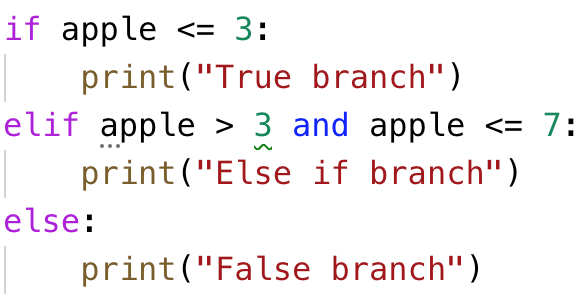 if apple <= 3:
    print("True branch")
elif apple > 3 and apple <= 7:
    print("Else if branch")
else:
    print("False branch")